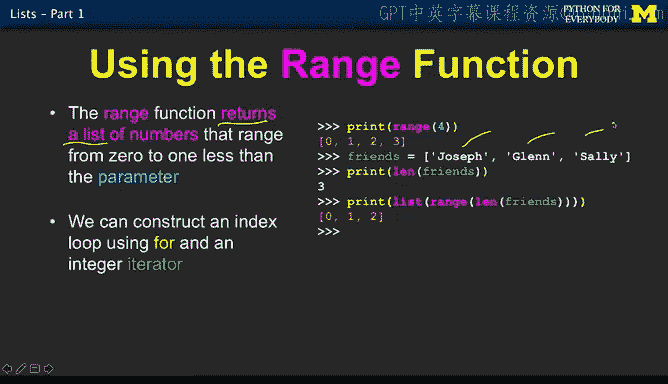 Lists - Part 1
GPT中英字幕课程资源
PYTHON FOR
EVERYBODY
Using the Range Function
• The range function returns
a list of numbers that range
from zero to one less than
the parameter
• We can construct an index
loop using for and an
integer iterator
>>> print(range(4))
[0, 1, 2, 3]
>>> friends = ['Joseph', 'Glenn', 'Sally']
>>> print(len(friends))
3
>>> print(list(range(len(friends))))
[0, 1, 2]
>>>